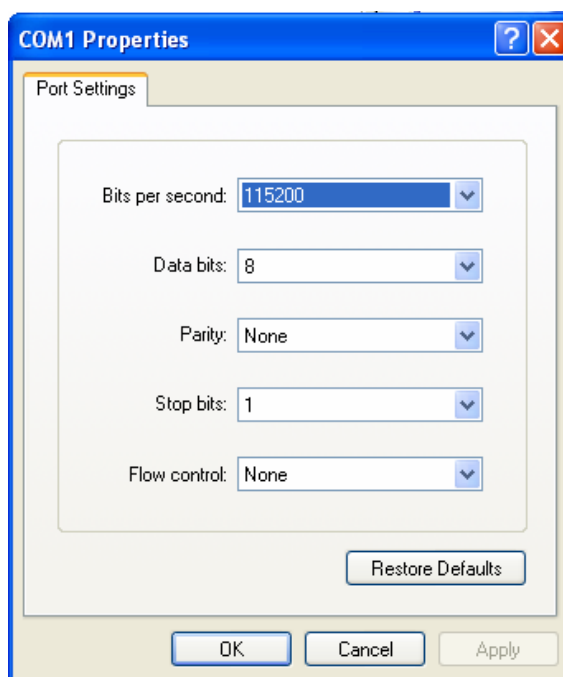 COM1 Properties
Port Settings
Bits per second: 115200
Data bits: 8
Parity: None
Stop bits: 1
Flow control: None
Restore Defaults
OK Cancel Apply